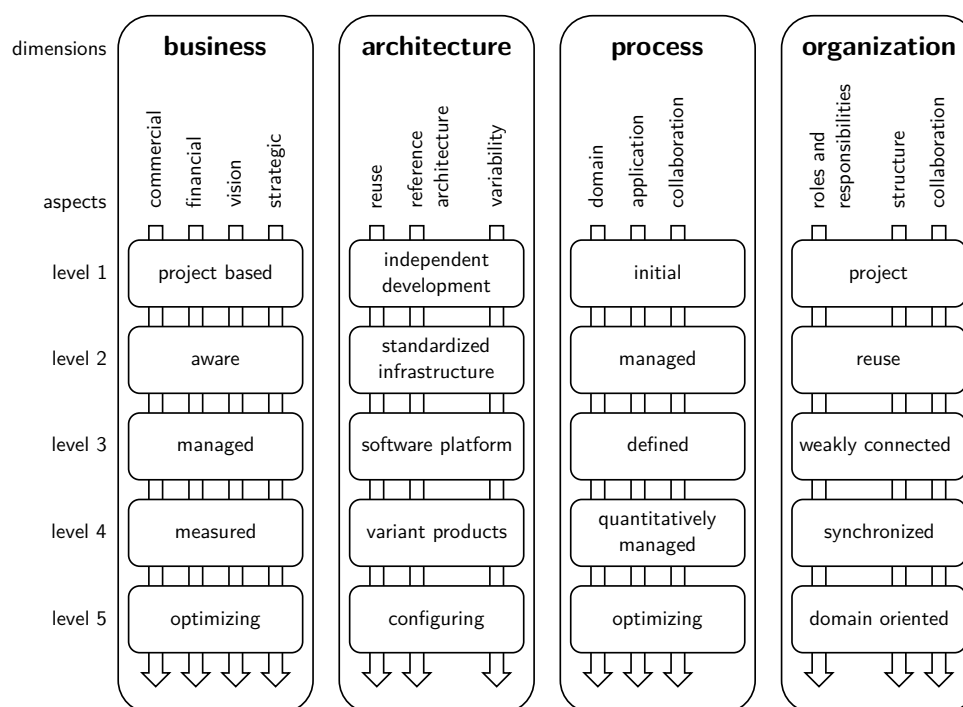 dimensions
business
architecture
process
organization
aspects
commercial
financial
vision
strategic
reuse
reference
architecture
variability
domain
application
collaboration
roles and
responsibilities
structure
collaboration
level 1
project based
independent
development
initial
project
level 2
aware
standardized
infrastructure
managed
reuse
level 3
managed
software platform
defined
weakly connected
level 4
measured
variant products
quantitatively
managed
synchronized
level 5
optimizing
configuring
optimizing
domain oriented